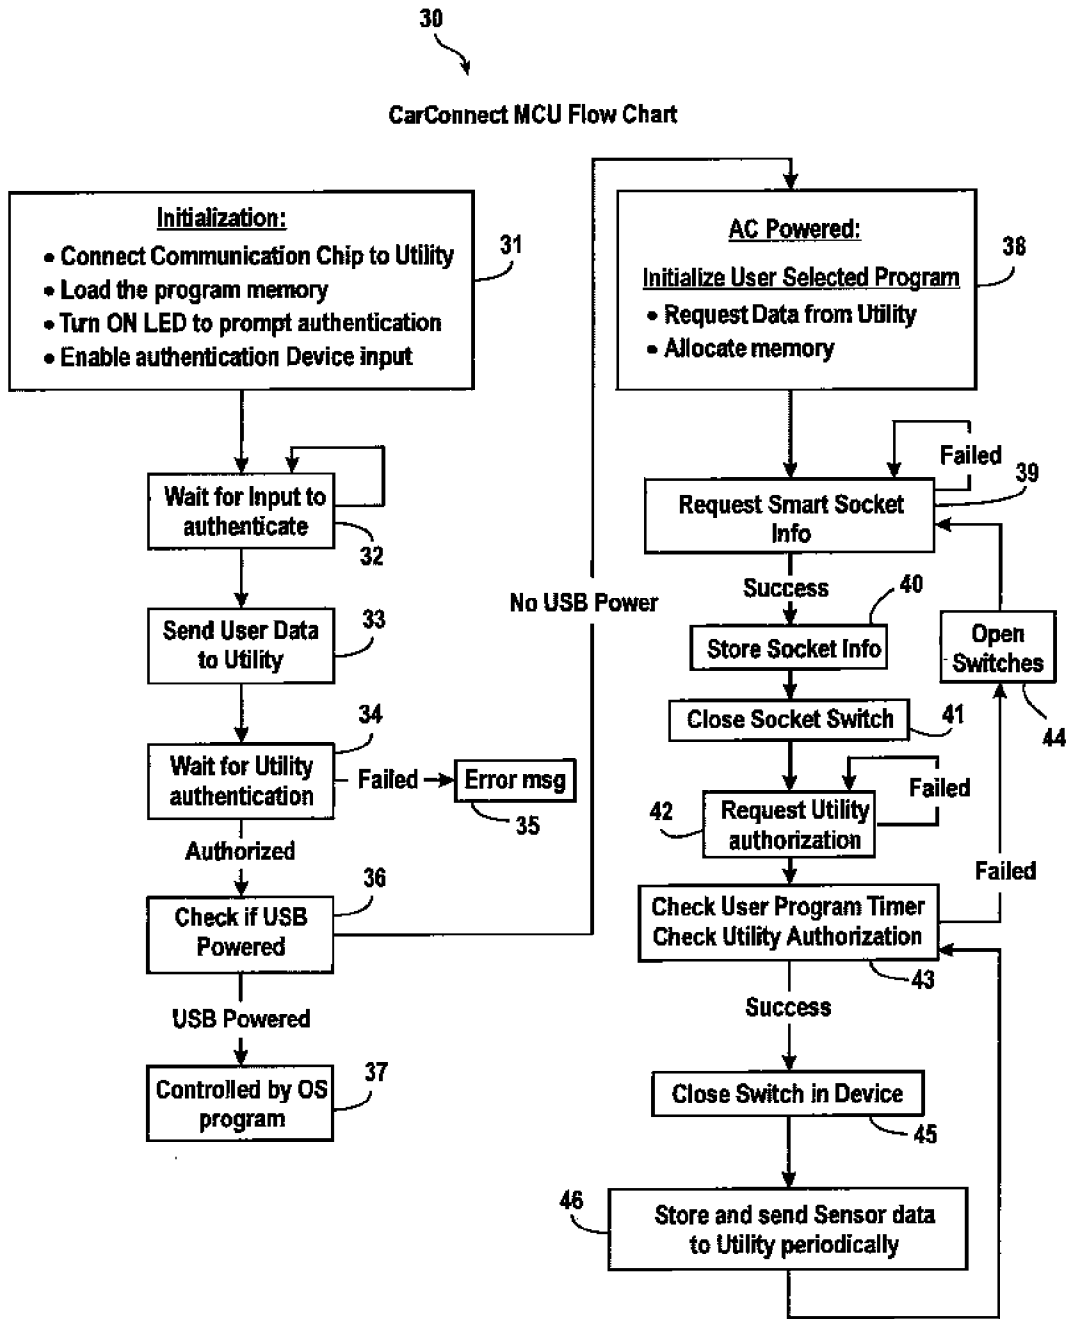 30
CarConnect MCU Flow Chart
Initialization:
• Connect Communication Chip to Utility
• Load the program memory
• Turn ON LED to prompt authentication
• Enable authentication Device input
31
Wait for Input to
authenticate
32
Send User Data
to Utility
33
34
Wait for Utility
authentication
Failed
Error msg
35
Authorized
36
Check if USB
Powered
USB Powered
Controlled by OS
program
37
No USB Power
AC Powered:
Initialize User Selected Program
• Request Data from Utility
• Allocate memory
38
Failed
39
Request Smart Socket
Info
Success
40
Store Socket Info
Open
Switches
44
Close Socket Switch
41
Failed
42
Request Utility
authorization
Failed
Check User Program Timer
Check Utility Authorization
43
Success
Close Switch in Device
45
46
Store and send Sensor data
to Utility periodically